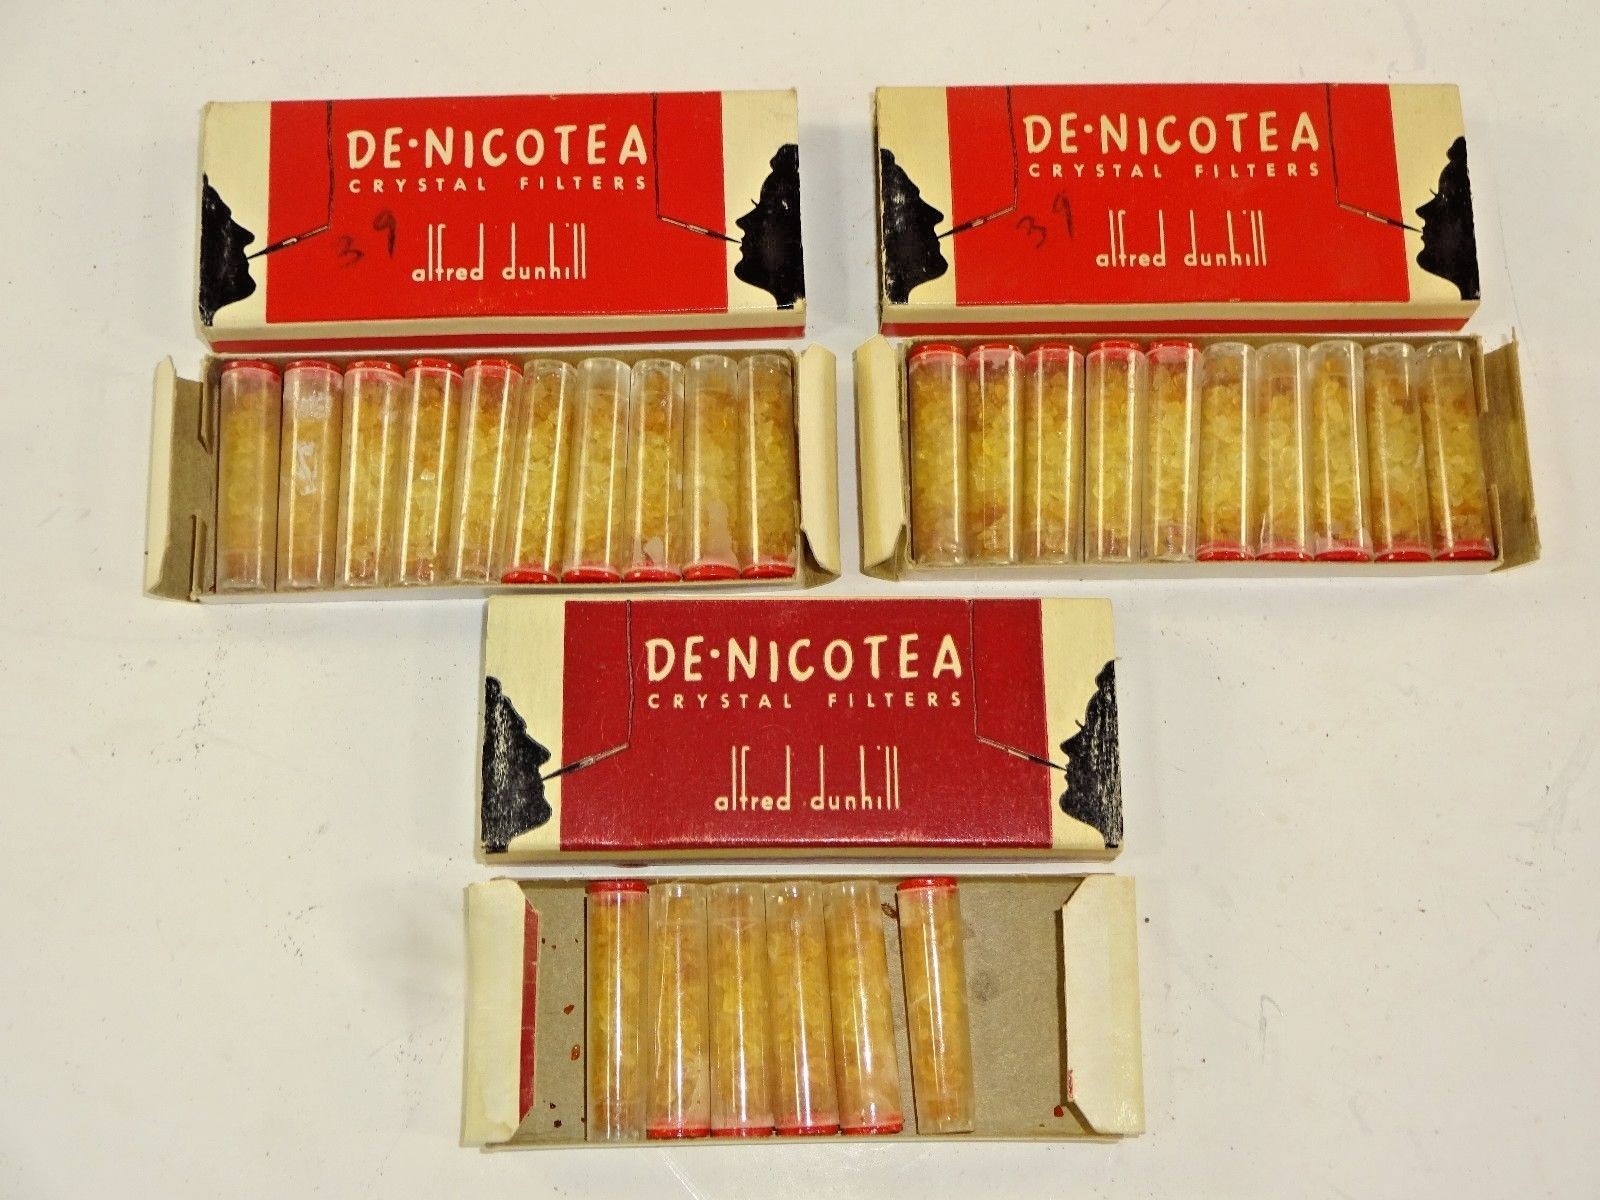 DE·NICOTEA
CRYSTAL FILTERS
39
alfred dunhill
DE·NICOTEA
CRYSTAL FILTERS
39
alfred dunhill
DE·NICOTEA
CRYSTAL FILTERS
alfred dunhill